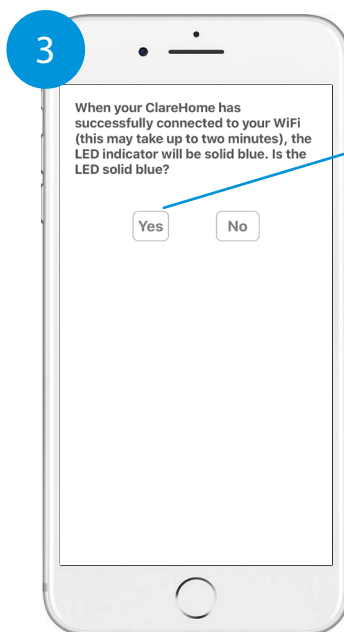 3
When your ClareHome has
successfully connected to your WiFi
(this may take up to two minutes), the
LED indicator will be solid blue. Is the
LED solid blue?
Yes No